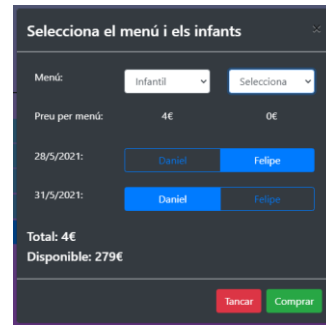 Selecciona el menú i els infants ×
Menú: Infantil Selecciona
Preu per menú: 4€ 0€
28/5/2021: Daniel Felipe
31/5/2021: Daniel Felipe
Total: 4€
Disponible: 279€
Tancar Comprar